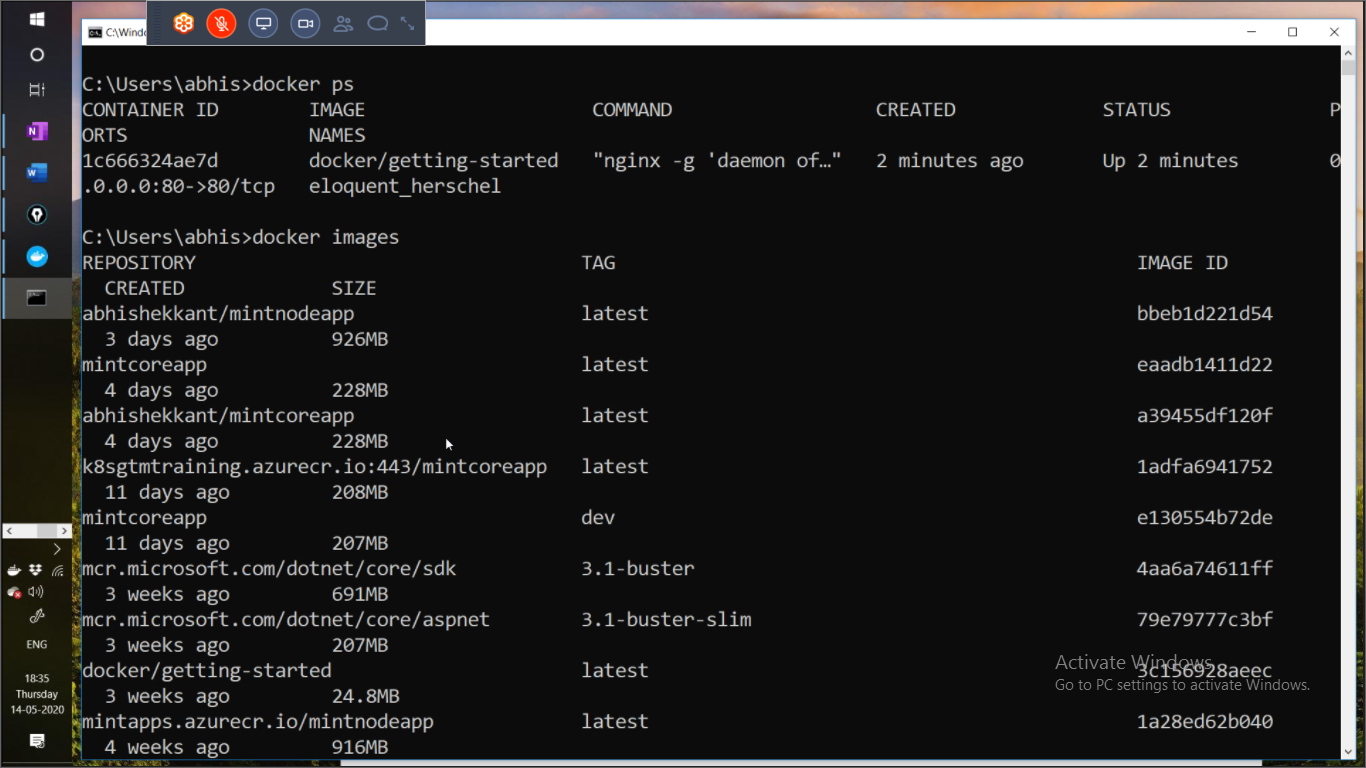 C:\Windo
C:\Users\abhis>docker ps
CONTAINER ID        IMAGE                    COMMAND                  CREATED             STATUS              P
ORTS                NAMES
1c666324ae7d        docker/getting-started   "nginx -g 'daemon of…"   2 minutes ago       Up 2 minutes        0
.0.0.0:80->80/tcp   eloquent_herschel
C:\Users\abhis>docker images
REPOSITORY                                  TAG                                              IMAGE ID
  CREATED             SIZE
abhishekkant/mintnodeapp                    latest                                           bbeb1d221d54
  3 days ago          926MB
mintcoreapp                                 latest                                           eaadb1411d22
  4 days ago          228MB
abhishekkant/mintcoreapp                    latest                                           a39455df120f
  4 days ago          228MB
k8sgtmtraining.azurecr.io:443/mintcoreapp   latest                                           1adfa6941752
  11 days ago         208MB
mintcoreapp                                 dev                                              e130554b72de
  11 days ago         207MB
mcr.microsoft.com/dotnet/core/sdk           3.1-buster                                       4aa6a74611ff
  3 weeks ago         691MB
mcr.microsoft.com/dotnet/core/aspnet        3.1-buster-slim                                  79e79777c3bf
  3 weeks ago         207MB
docker/getting-started                      latest                                           3c156928aeec
  3 weeks ago         24.8MB
mintapps.azurecr.io/mintnodeapp             latest                                           1a28ed62b040
  4 weeks ago         916MB
Activate Windows
Go to PC settings to activate Windows.
ENG
18:35
Thursday
14-05-2020